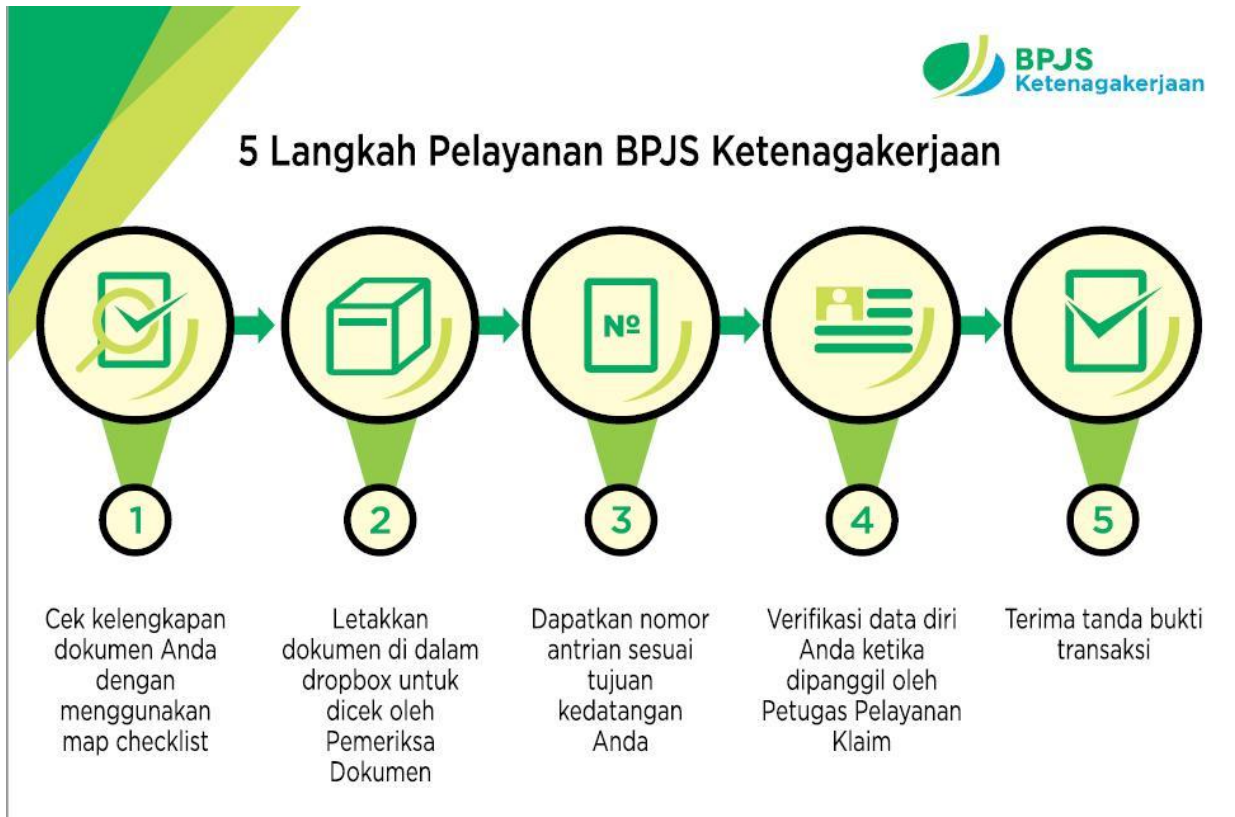 BPJS
Ketenagakerjaan
5 Langkah Pelayanan BPJS Ketenagakerjaan
Nº
1
2
3
4
5
Cek kelengkapan
dokumen Anda
dengan
menggunakan
map checklist
Letakkan
dokumen di dalam
dropbox untuk
dicek oleh
Pemeriksa
Dokumen
Dapatkan nomor
antrian sesuai
tujuan
kedatangan
Anda
Verifikasi data diri
Anda ketika
dipanggil oleh
Petugas Pelayanan
Klaim
Terima tanda bukti
transaksi